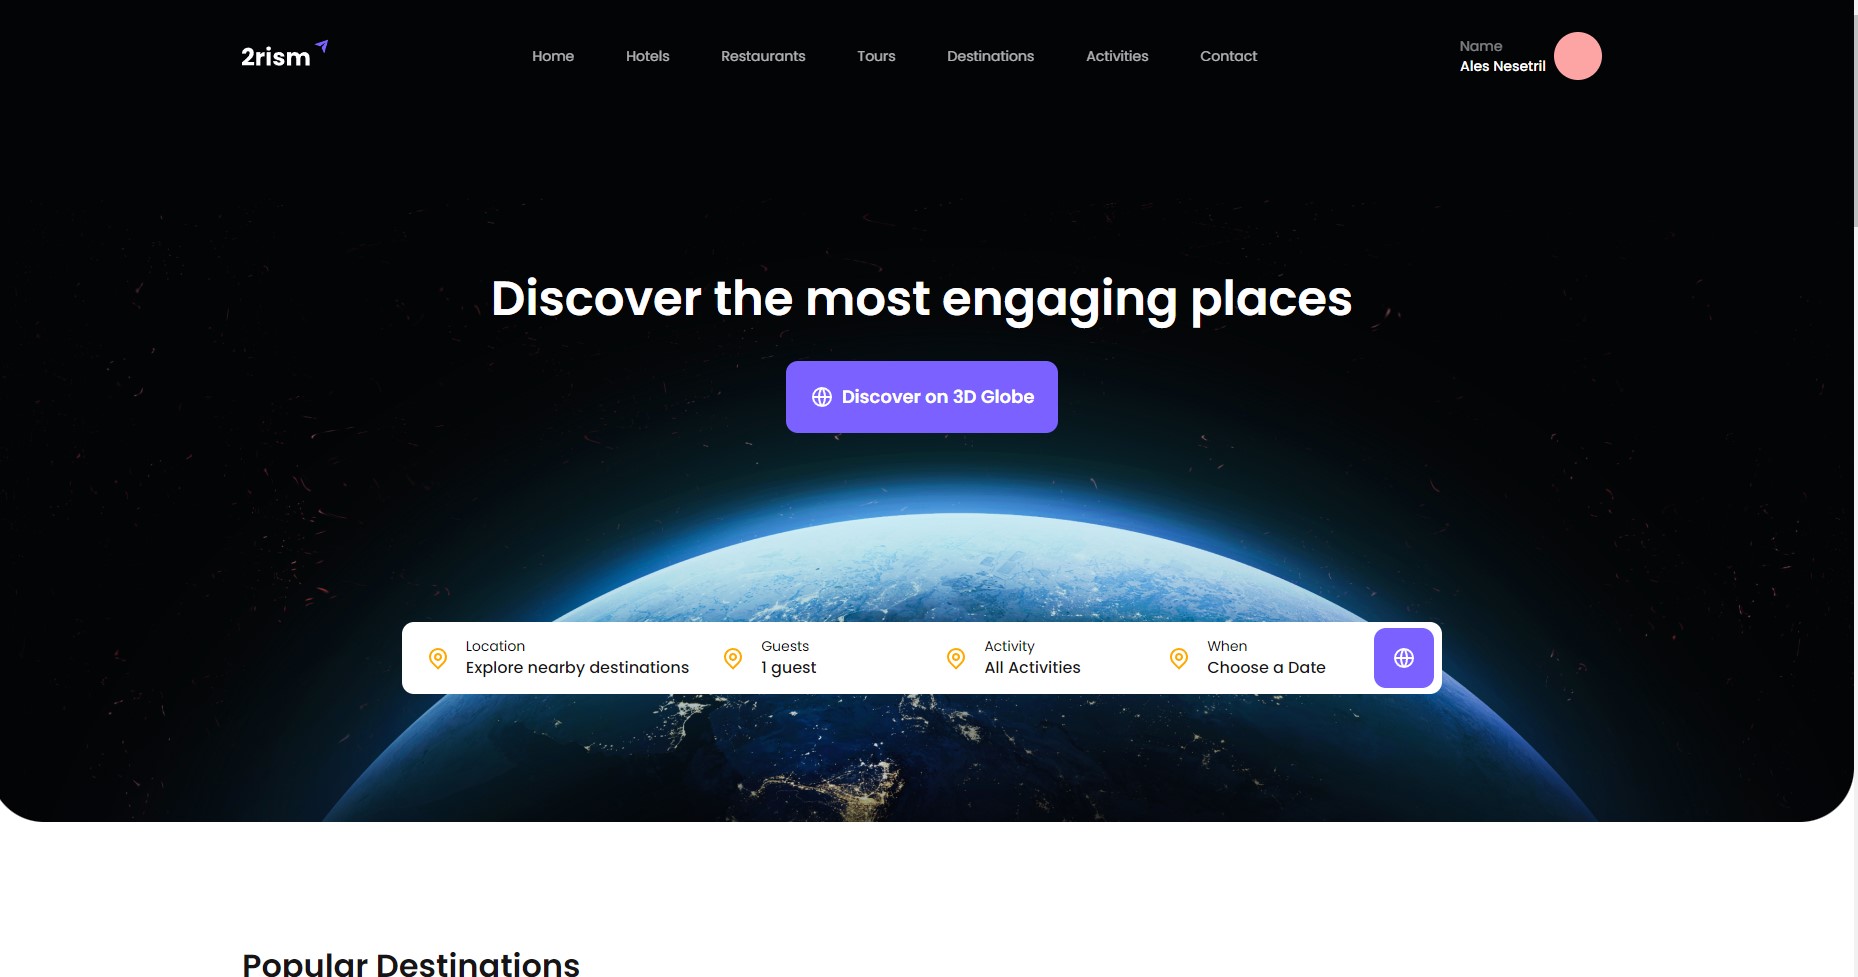 2rism
Home
Hotels
Restaurants
Tours
Destinations
Activities
Contact
Name
Ales Nesetril
Discover the most engaging places
Discover on 3D Globe
Location
Explore nearby destinations
Guests
1 guest
Activity
All Activities
When
Choose a Date
Popular Destinations